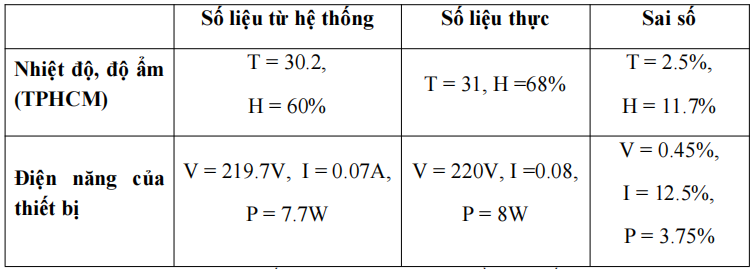 Số liệu từ hệ thống
Số liệu thực
Sai số
Nhiệt độ, độ ẩm
(TPHCM)
T = 30.2,
H = 60%
T = 31, H =68%
T = 2.5%,
H = 11.7%
Điện năng của
thiết bị
V = 219.7V, I = 0.07A,
P = 7.7W
V = 220V, I =0.08,
P = 8W
V = 0.45%,
I = 12.5%,
P = 3.75%